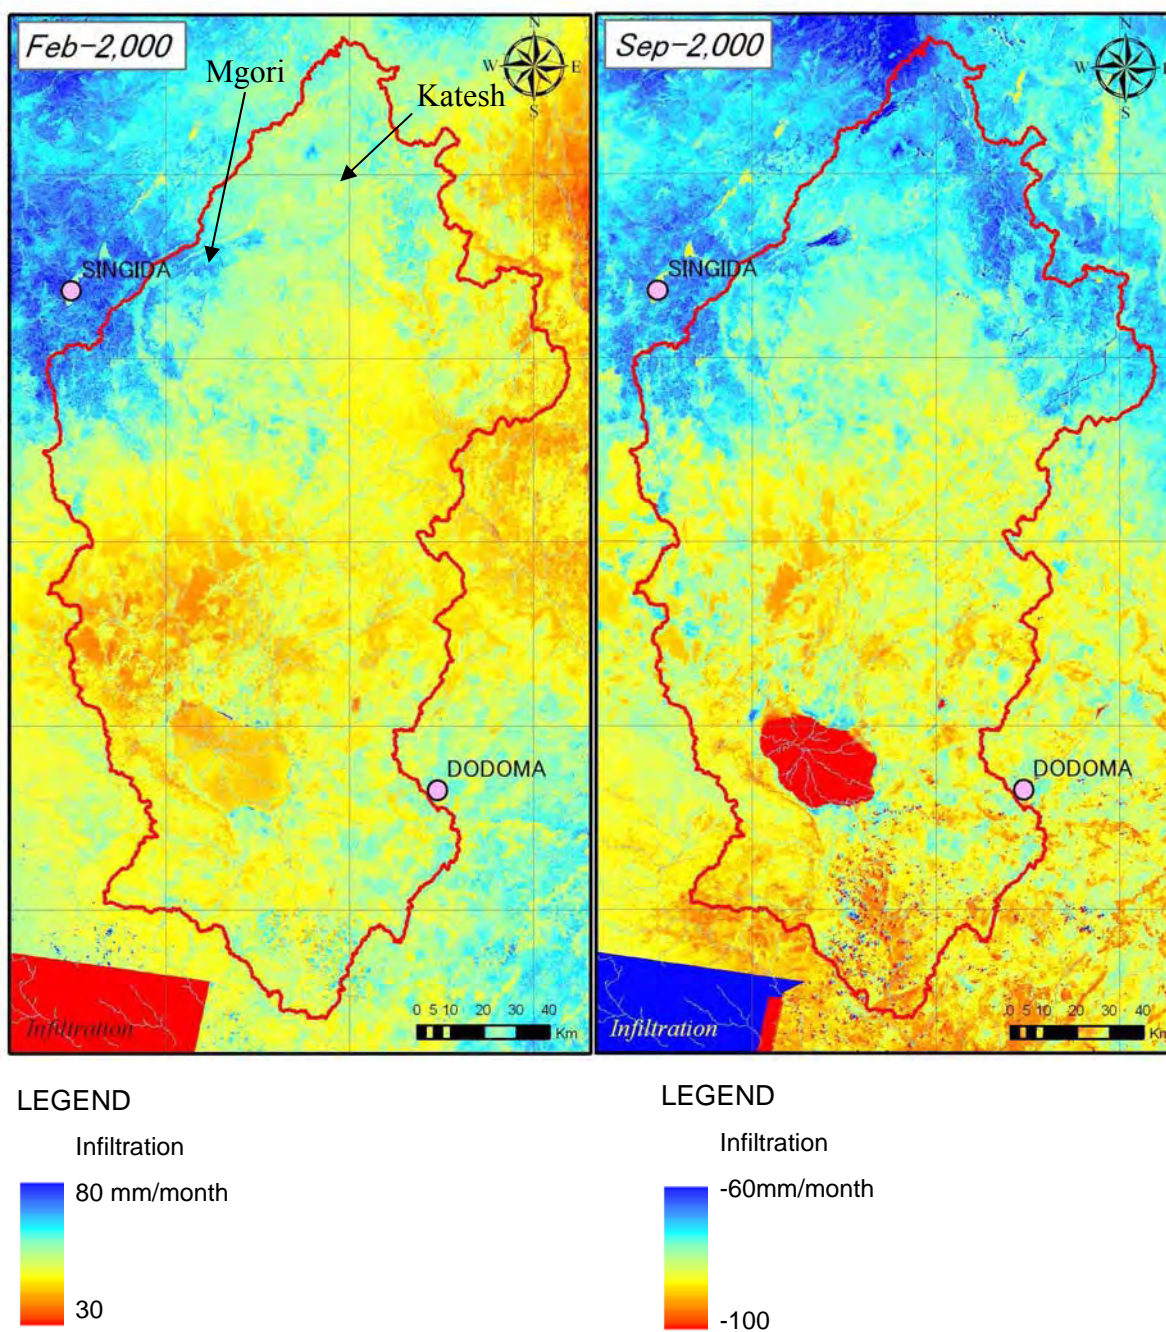 Feb-2,000
Mgori
Katesh
N
W
E
S
SINGIDA
DODOMA
0 5 10 20 30 40
Km
Infiltration
Sep-2,000
N
W
S
SINGIDA
DODOMA
0 5 10 20 30 40
Km
Infiltration
LEGEND
Infiltration
80 mm/month
30
LEGEND
Infiltration
-60mm/month
-100